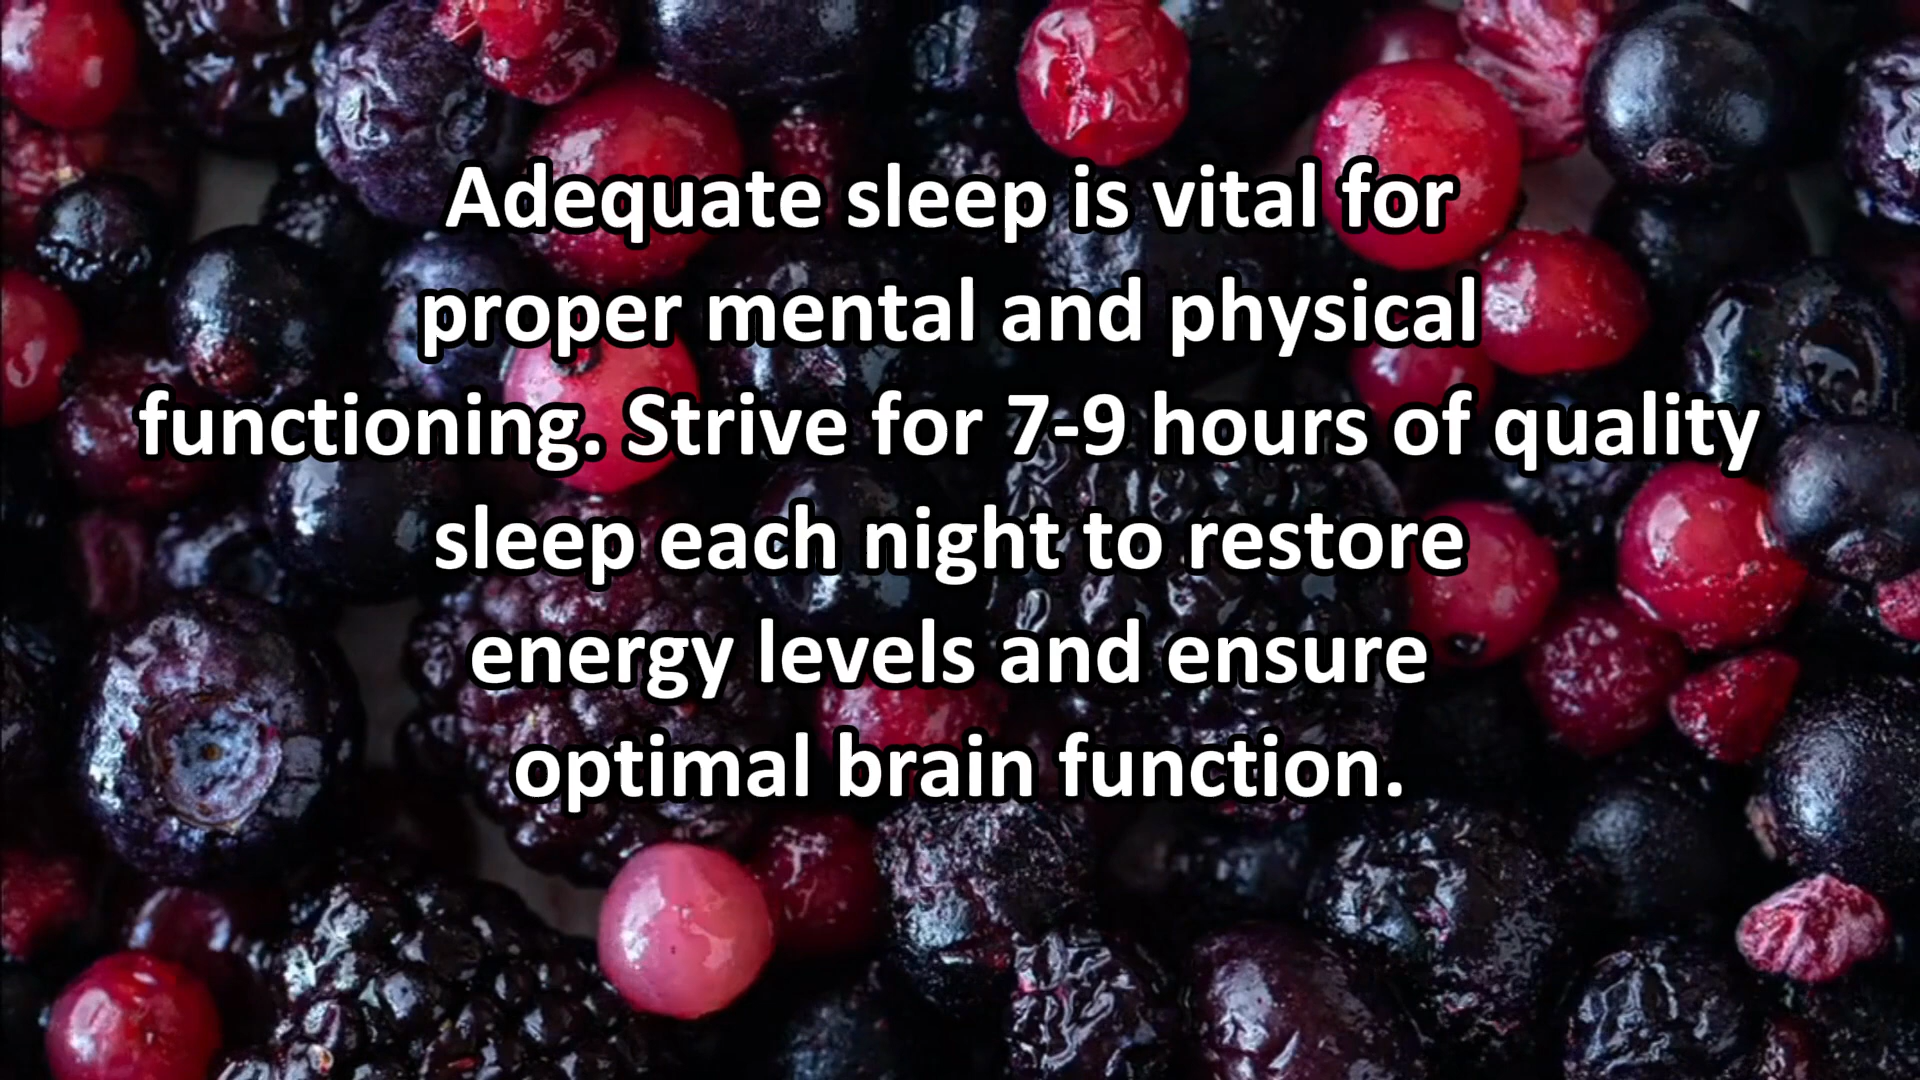 Adequate sleep is vital for
proper mental and physical
functioning. Strive for 7-9 hours of quality
sleep each night to restore
energy levels and ensure
optimal brain function.